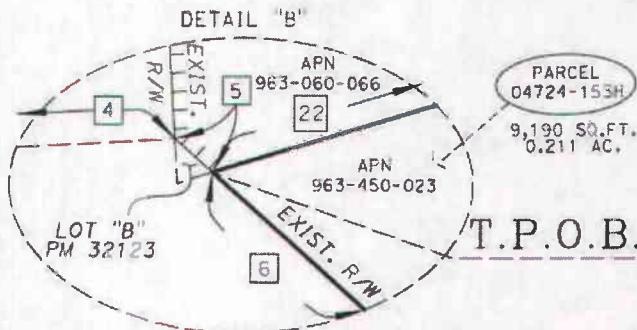 DETAIL "B"
EXIST.
R/W
APN
963-060-066
4
5
22
PARCEL
04724-153H
9,190 SQ.FT.
0.211 AC.
APN
963-450-023
LOT "B"
PM 32123
EXIST. R/W
T.P.O.B.
6